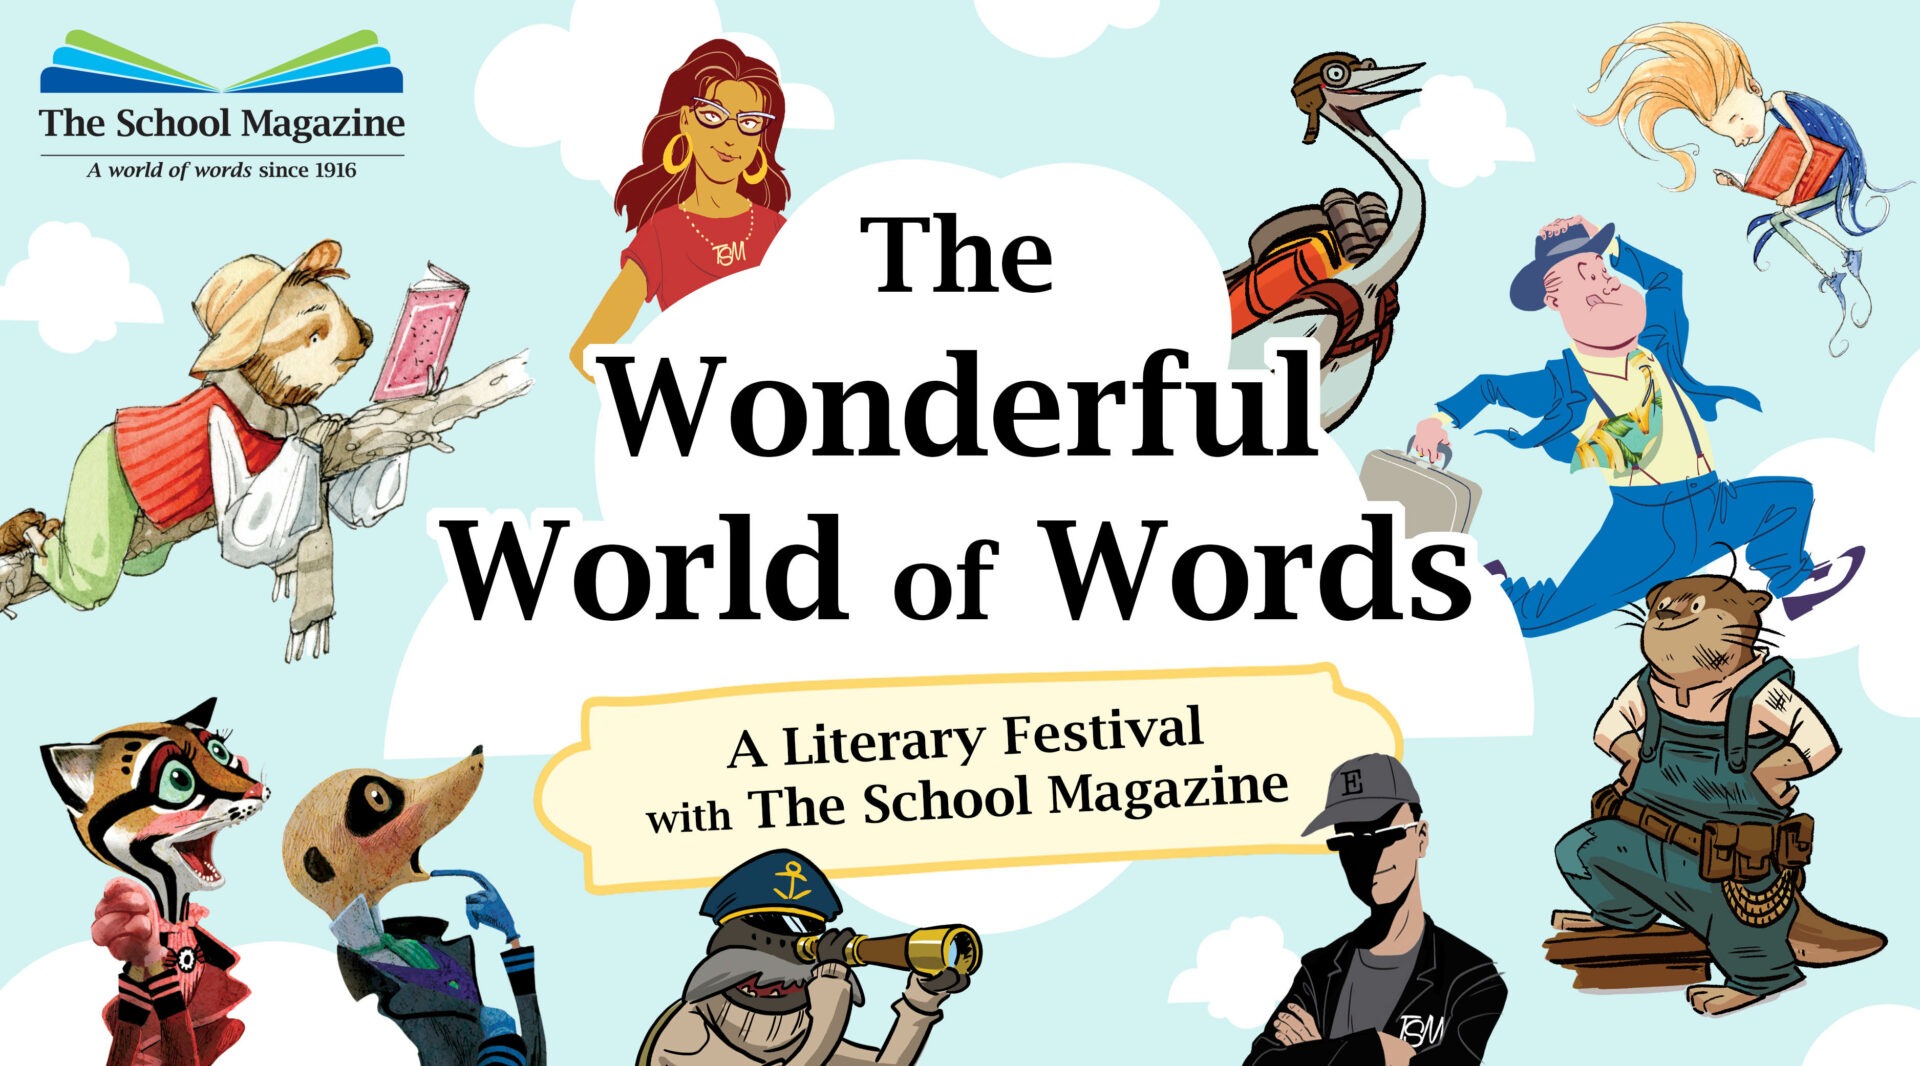 The School Magazine
A world of words since 1916
TSM
The
Wonderful
World of Words
A Literary Festival
with The School Magazine
E
TSM